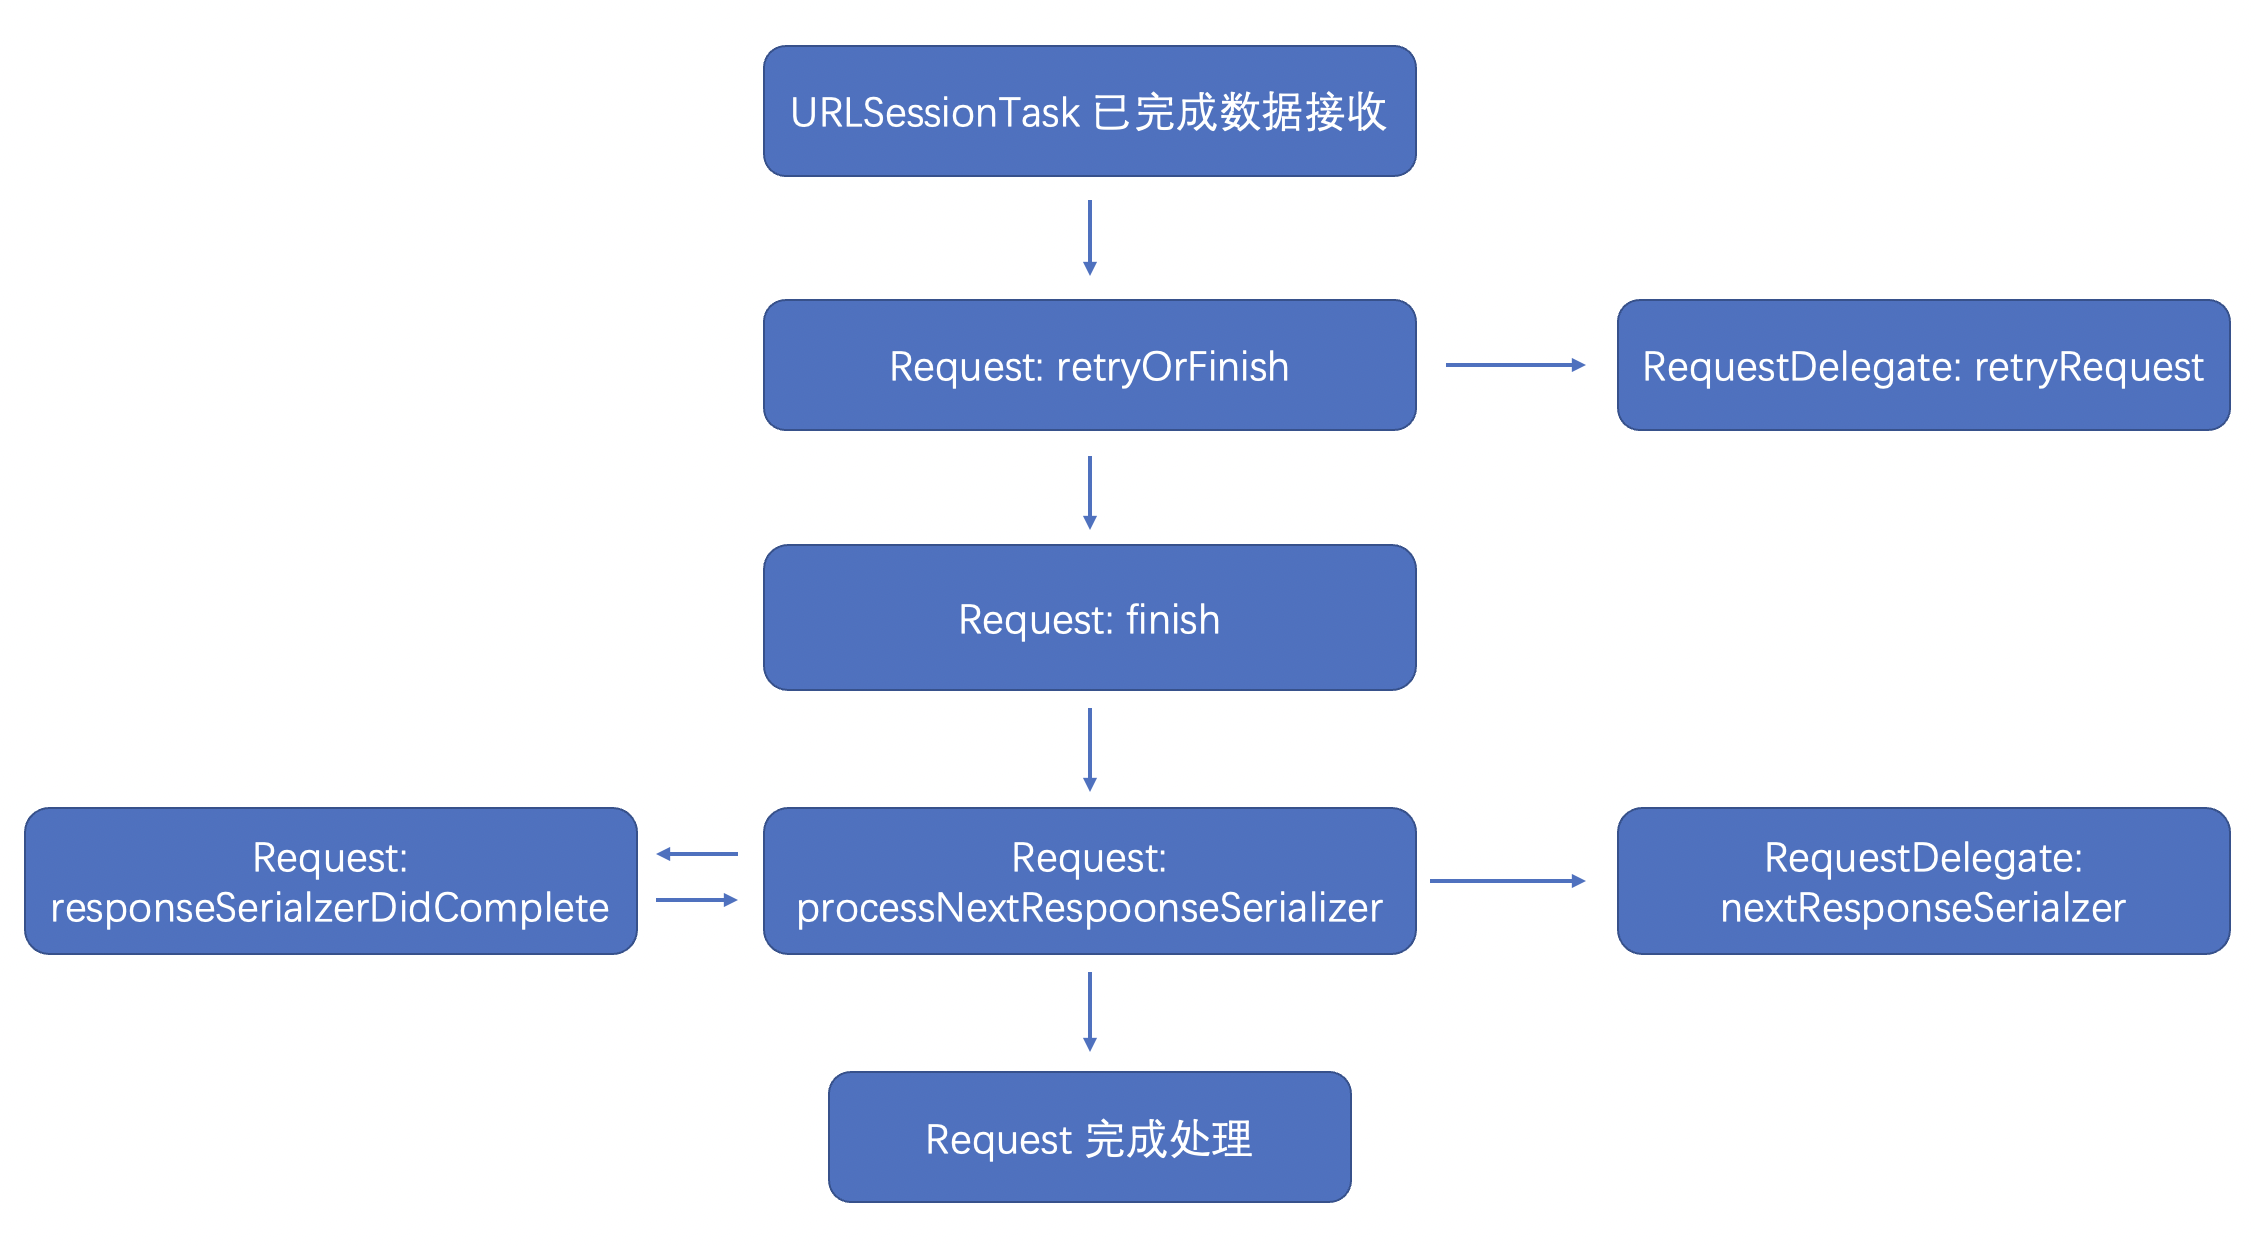 URLSessionTask 已完成数据接收
Request: retryOrFinish
RequestDelegate: retryRequest
Request: finish
Request:
responseSerialzerDidComplete
Request:
processNextRespoonseSerializer
RequestDelegate:
nextResponseSerialzer
Request 完成处理